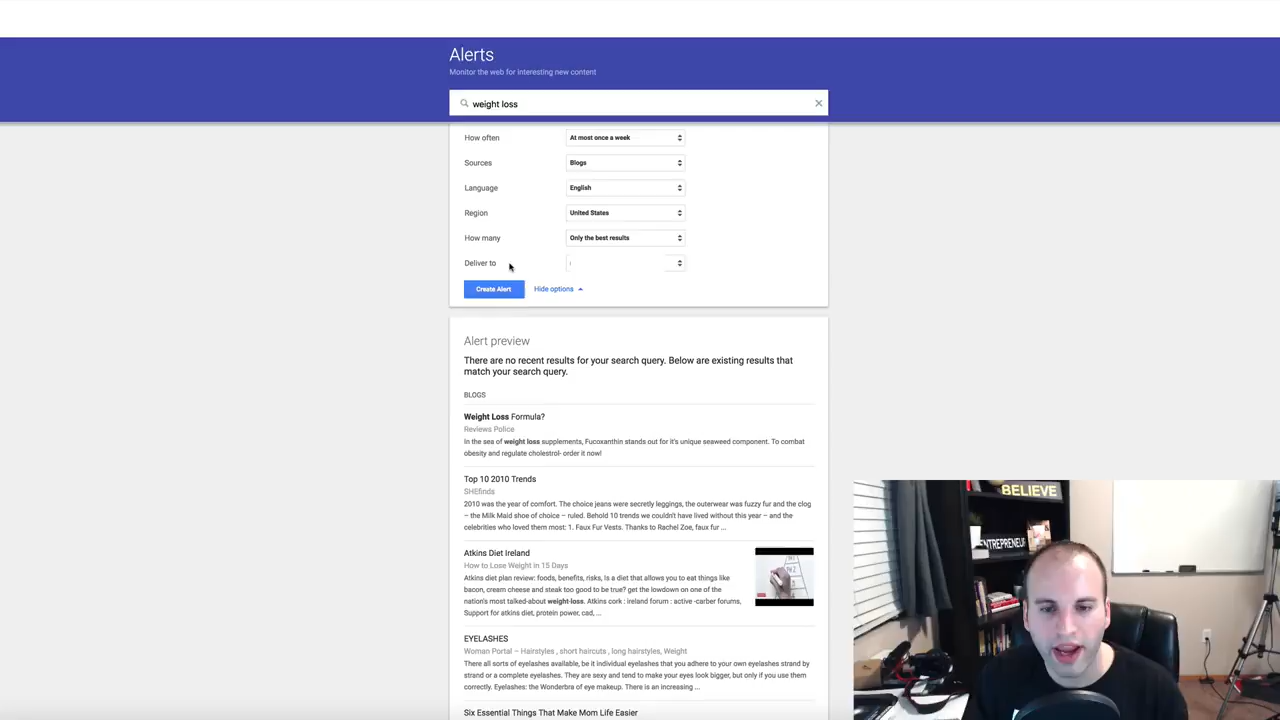 Alerts
Monitor the web for interesting new content
weight loss
How often At most once a week
Sources Blogs
Language English
Region United States
How many Only the best results
Deliver to
Create Alert Hide options
Alert preview
There are no recent results for your search query. Below are existing results that
match your search query.
BLOGS
Weight Loss Formula?
Reviews Police
In the sea of weight loss supplements, Fucoxanthin stands out for it's unique seaweed component. To combat
obesity and regulate cholestrol- order it now!
Top 10 2010 Trends
SHEfinds
2010 was the year of comfort. The choice jeans were secretly leggings, the outerwear was fuzzy fur and the clog
– the Milk Maid shoe of choice – ruled. Behold 10 trends we couldn't have lived without this year – and the
celebrities who loved them most: 1. Faux Fur Vests. Thanks to Rachel Zoe, faux fur ...
Atkins Diet Ireland
How to Lose Weight in 15 Days
Atkins diet plan review: foods, benefits, risks, Is a diet that allows you to eat things like
bacon, cream cheese and steak too good to be true? get the lowdown on one of the
nation's most talked-about weight-loss. Atkins cork : ireland forum : active -carber forums,
Support for atkins diet, protein power, cad, ...
EYELASHES
Woman Portal – Hairstyles , short haircuts , long hairstyles, Weight
There all sorts of eyelashes available, be it individual eyelashes that you adhere to your own eyelashes strand by
strand or a complete eyelashes. They are sexy and tend to make your eyes look bigger, but only if you use them
correctly. Eyelashes: the Wonderbra of eye makeup. There is an increasing ...
Six Essential Things That Make Mom Life Easier
BELIEVE
ENTREPRENEUR